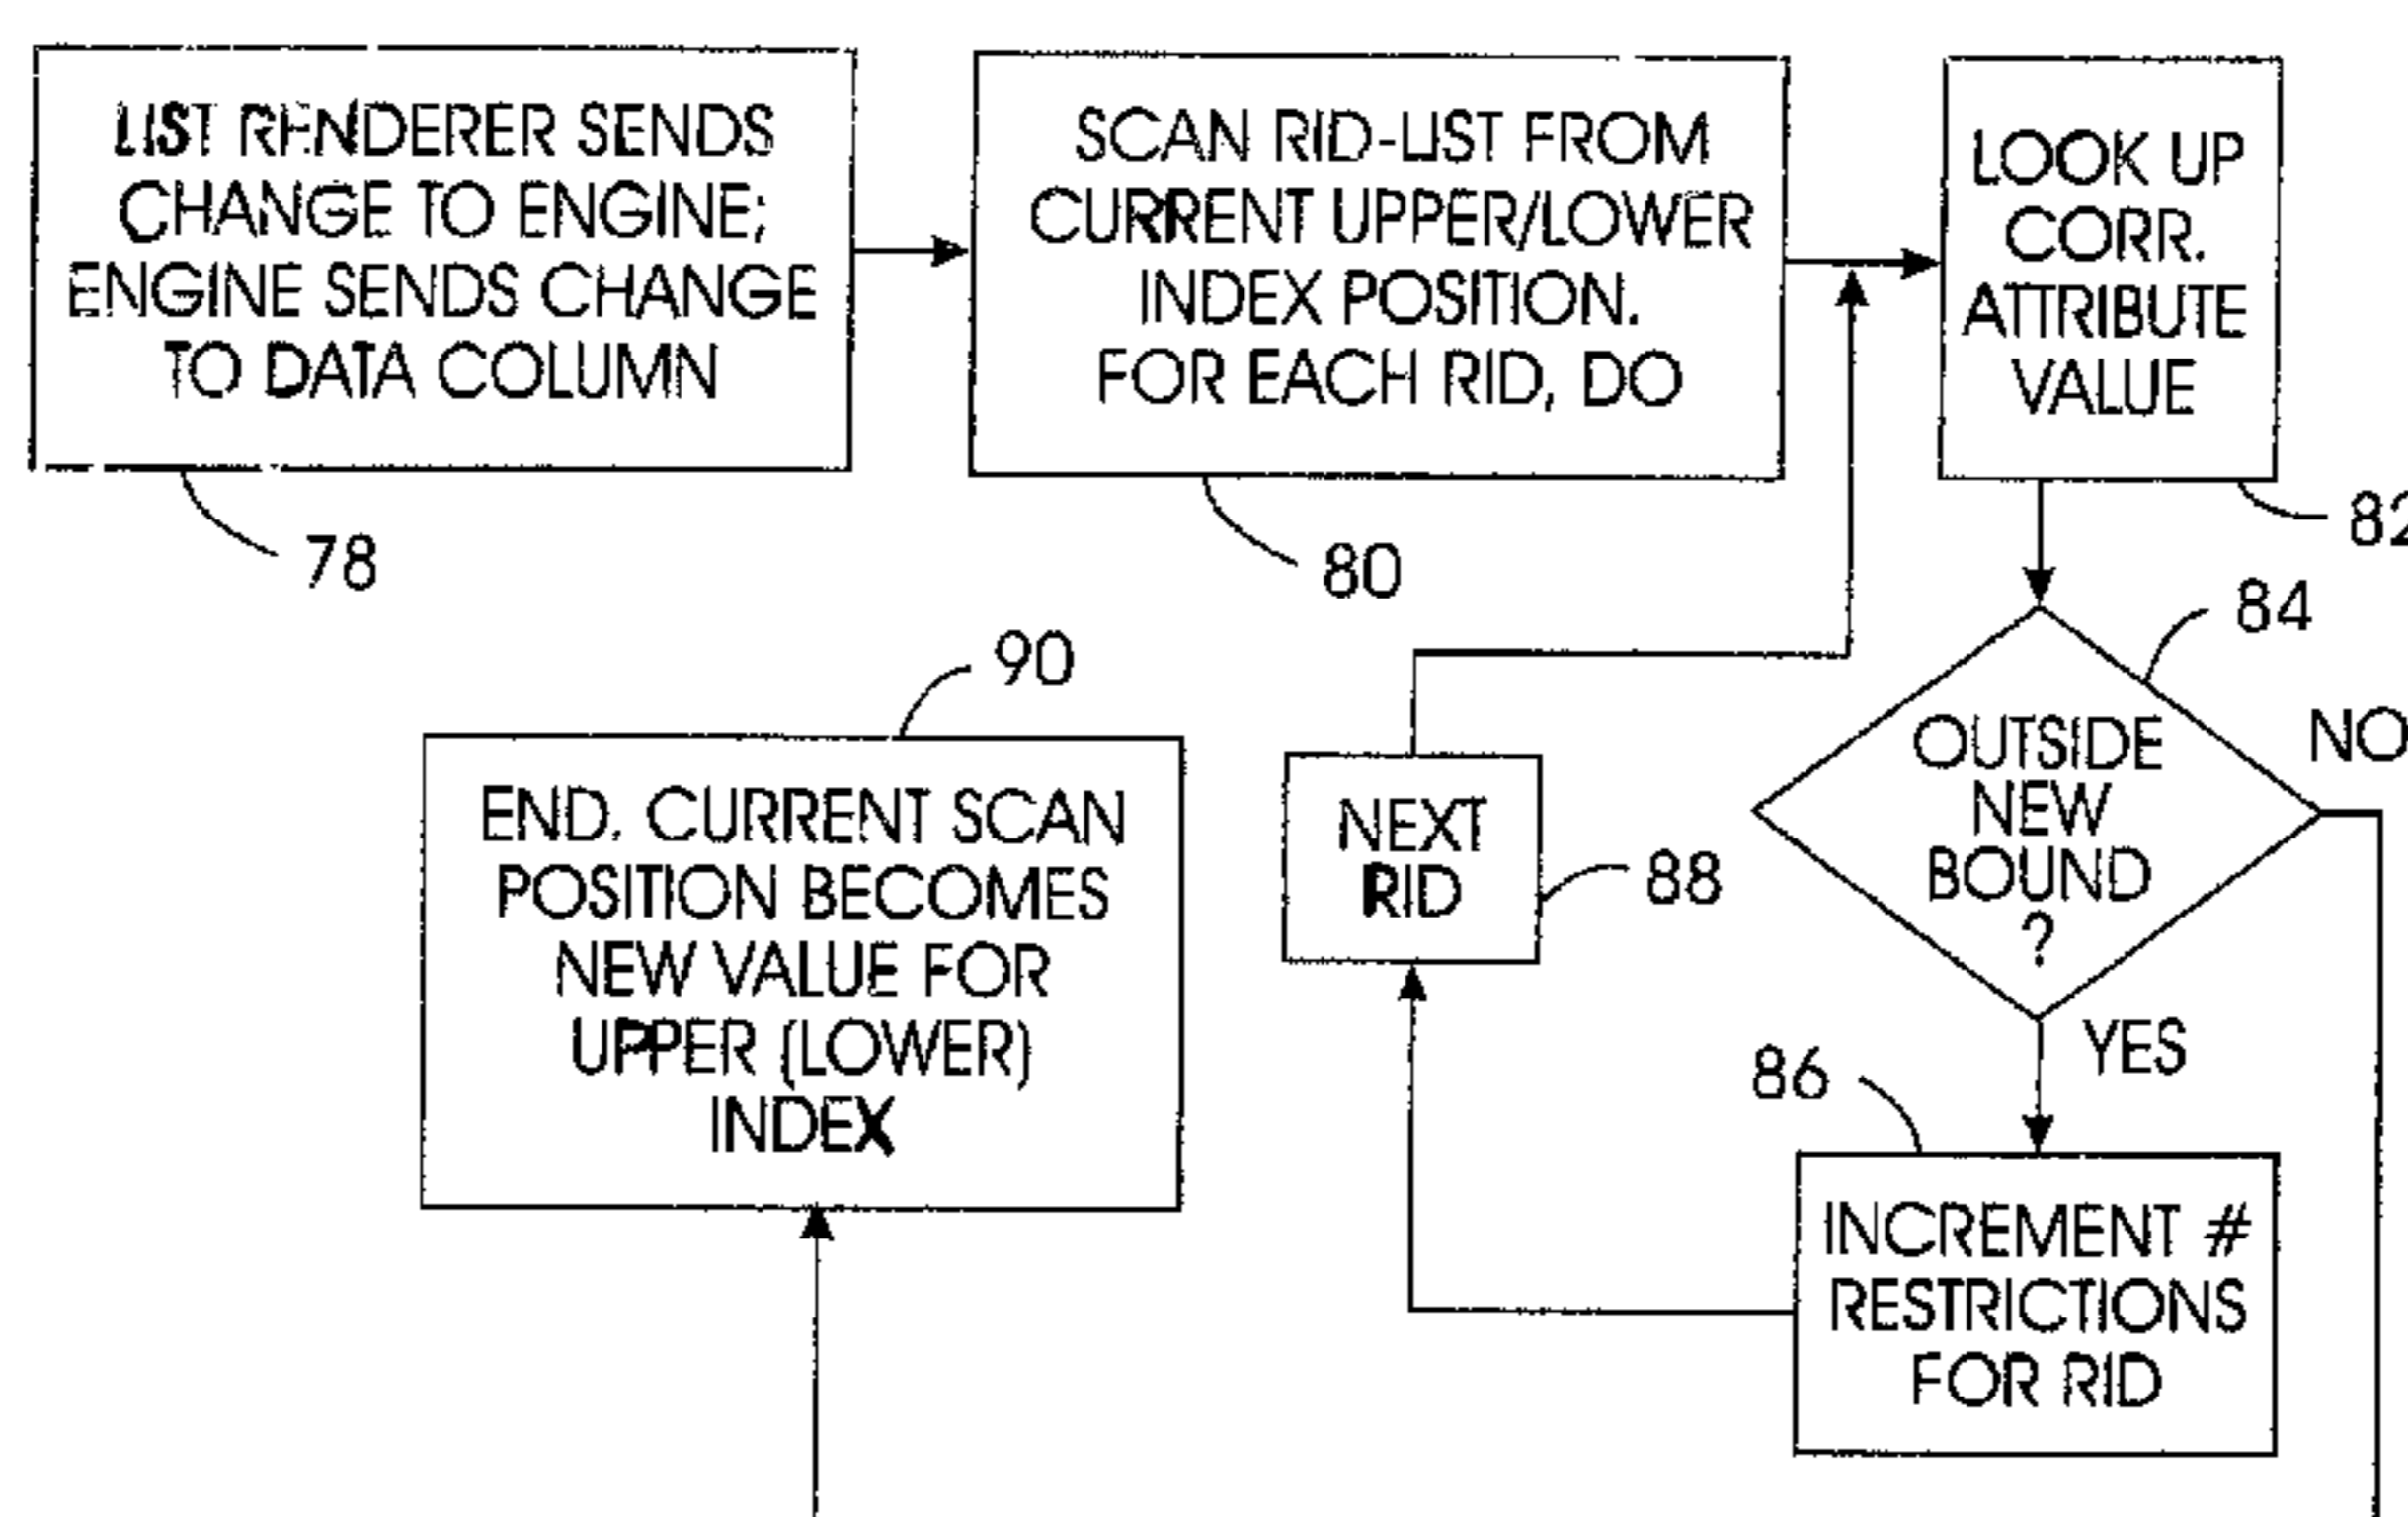 LIST RENDERER SENDS
CHANGE TO ENGINE;
ENGINE SENDS CHANGE
TO DATA COLUMN
78
SCAN RID-LIST FROM
CURRENT UPPER/LOWER
INDEX POSITION.
FOR EACH RID, DO
80
LOOK UP
CORR.
ATTRIBUTE
VALUE
82
84
OUTSIDE
NEW
BOUND
?
NO
YES
86
INCREMENT #
RESTRICTIONS
FOR RID
NEXT
RID
88
90
END. CURRENT SCAN
POSITION BECOMES
NEW VALUE FOR
UPPER (LOWER)
INDEX